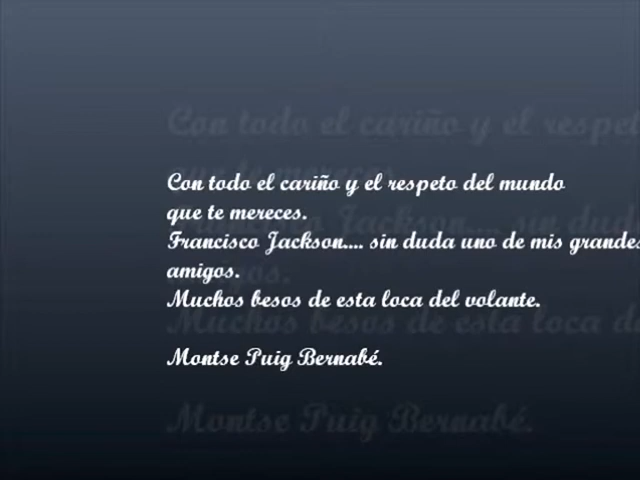 Con todo el cariño y el respeto del mundo
que te mereces.
Francisco Jackson.... sin duda uno de mis grandes
amigos.
Muchos besos de esta loca del volante.
Montse Puig Bernabé.